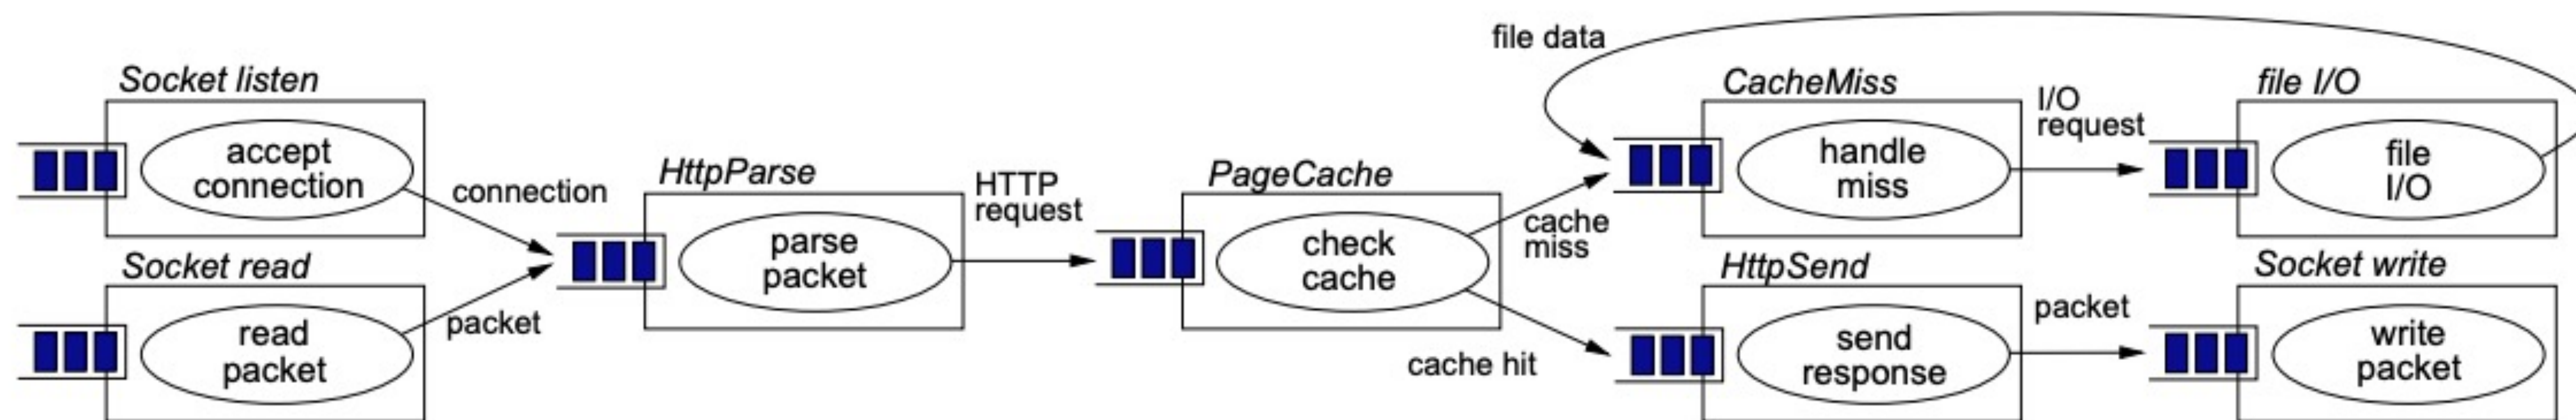 Socket listen
accept
connection
connection
Socket read
read
packet
packet
HttpParse
parse
packet
HTTP
request
PageCache
check
cache
cache
miss
cache hit
file data
CacheMiss
handle
miss
I/O
request
file I/O
file
I/O
HttpSend
send
response
packet
Socket write
write
packet